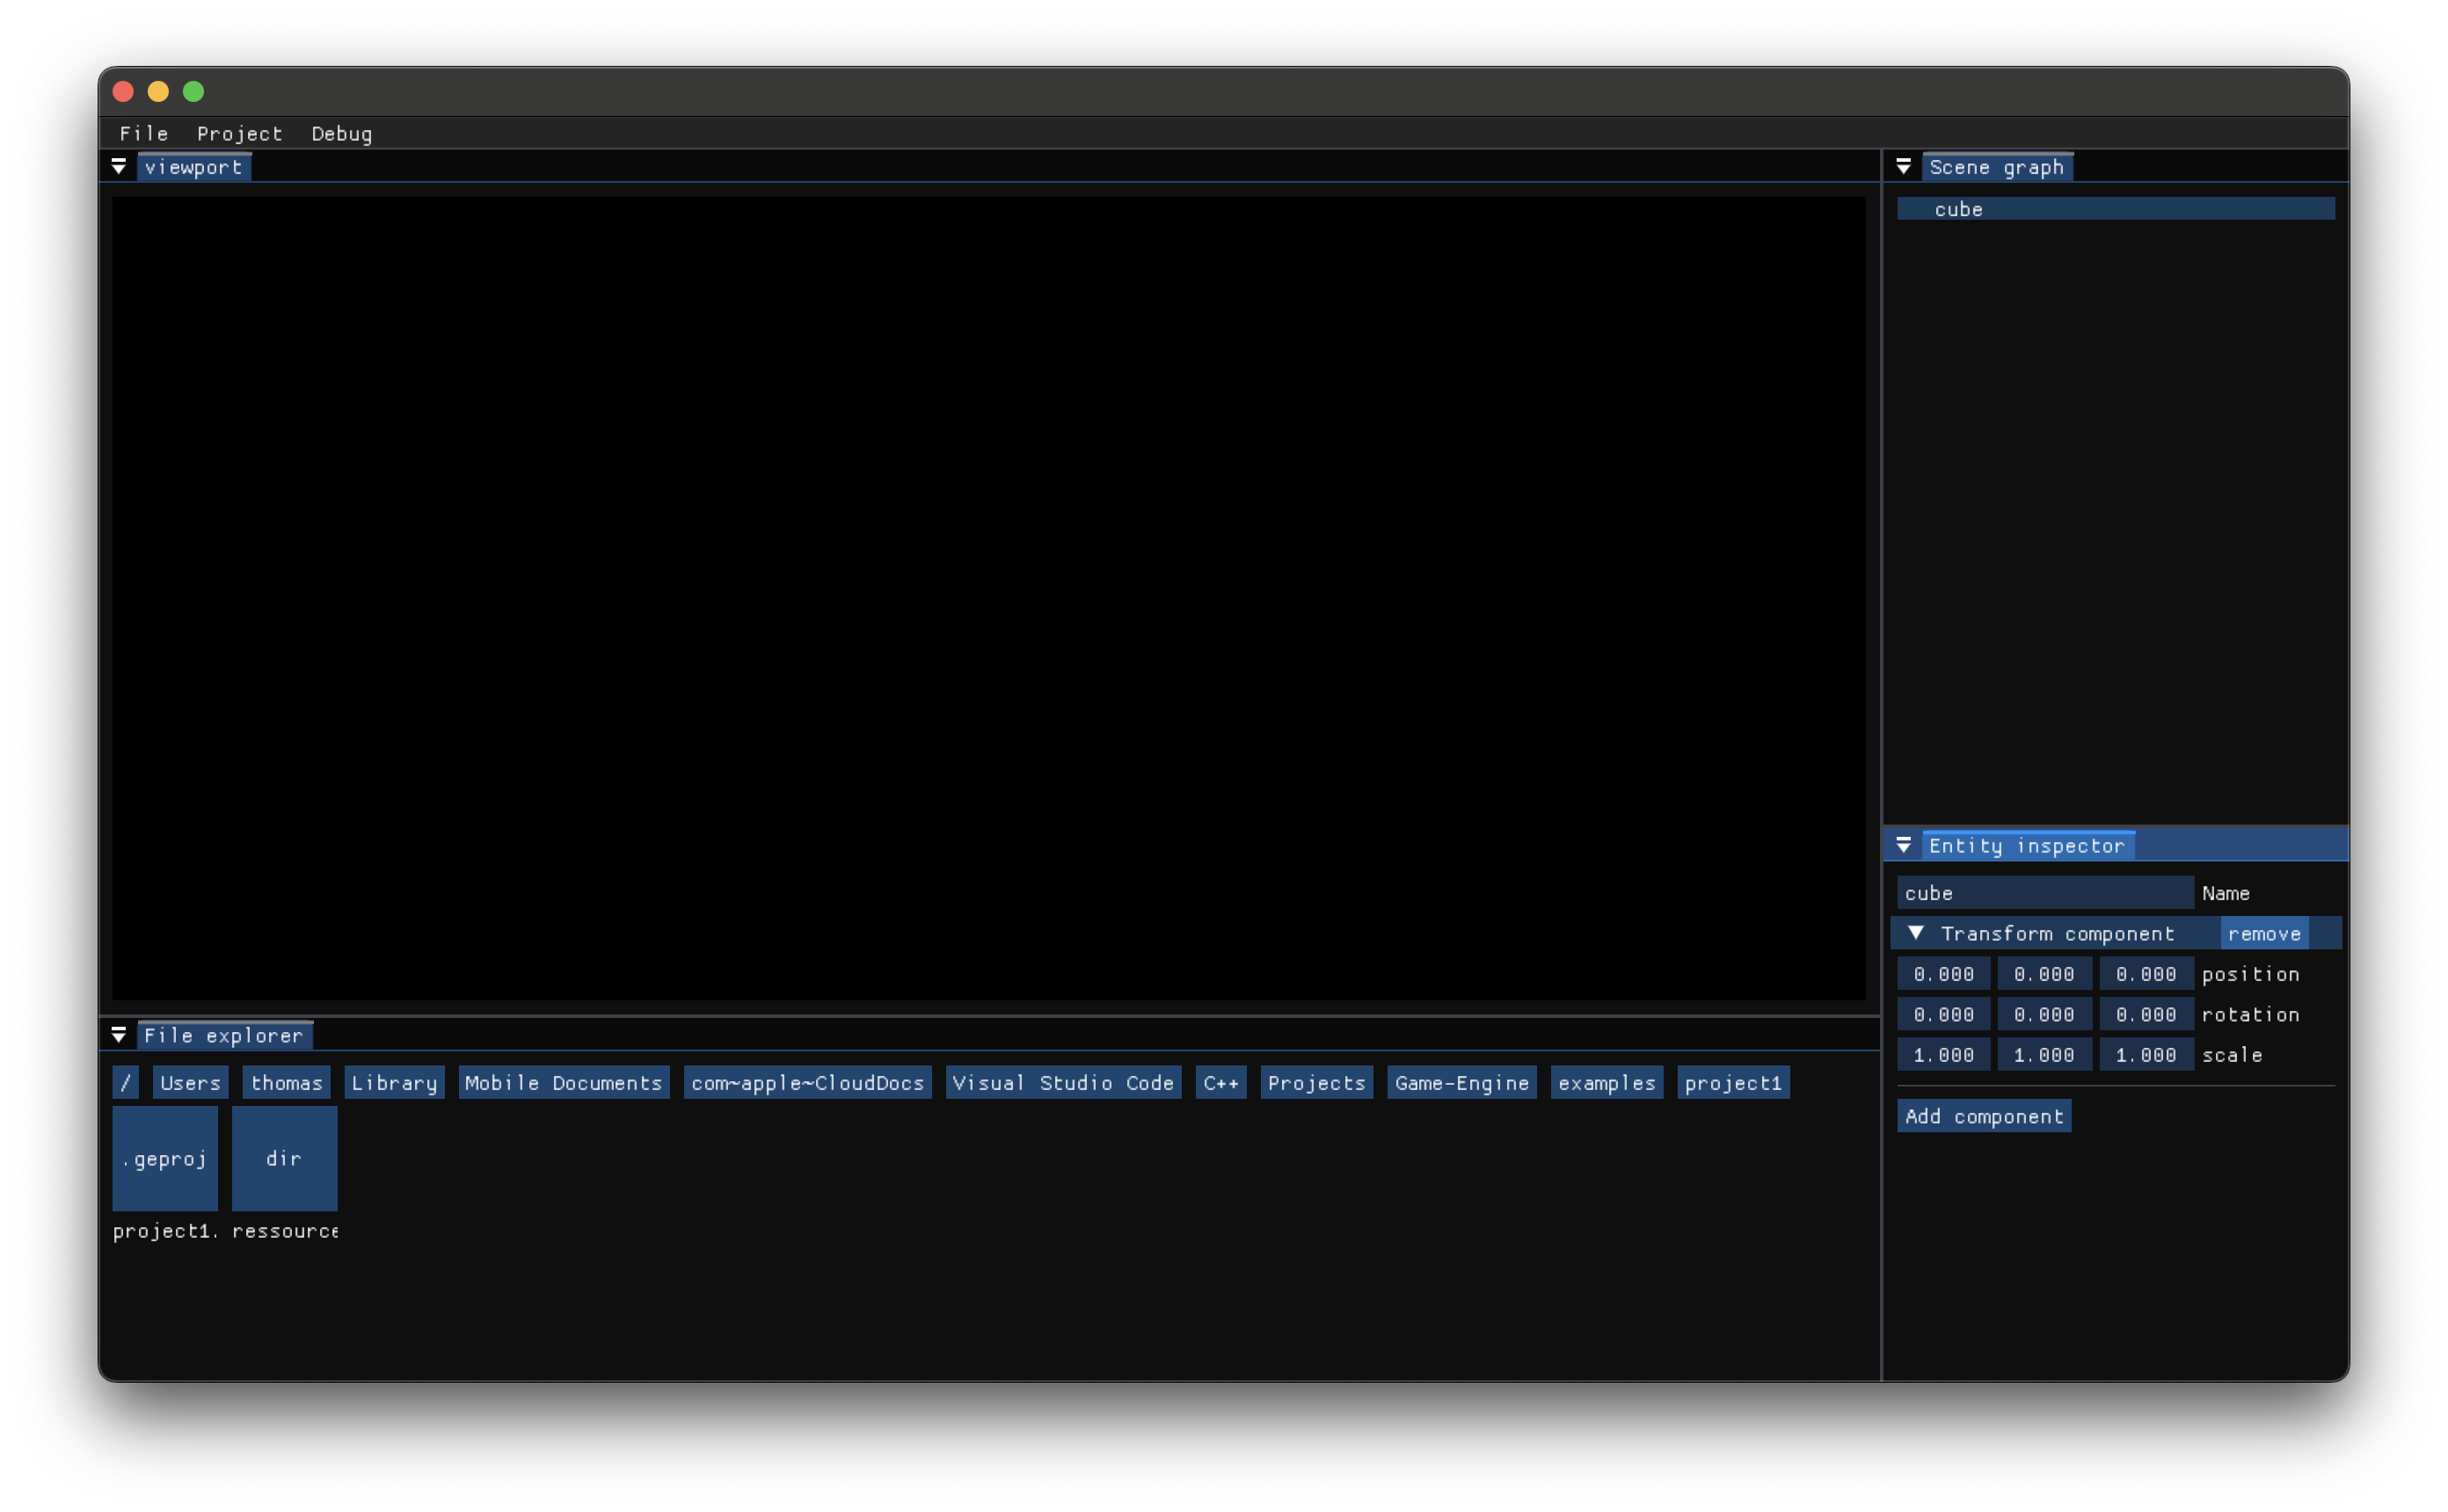 File Project Debug
viewport
Scene graph
cube
Entity inspector
cube Name
Transform component remove
0.000 0.000 0.000 position
0.000 0.000 0.000 rotation
1.000 1.000 1.000 scale
Add component
File explorer
/ Users thomas Library Mobile Documents com~apple~CloudDocs Visual Studio Code C++ Projects Game-Engine examples project1
.geproj dir
project1. ressource